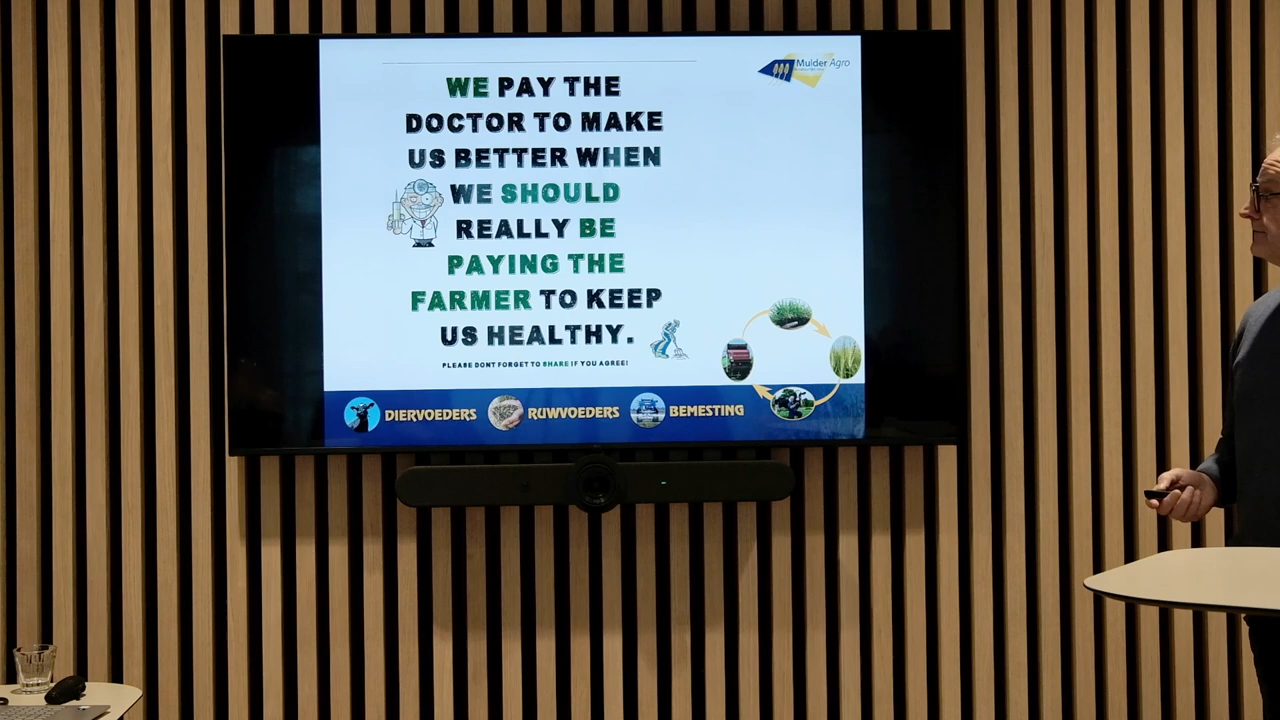 Mulder Agro
WE PAY THE
DOCTOR TO MAKE
US BETTER WHEN
WE SHOULD
REALLY BE
PAYING THE
FARMER TO KEEP
US HEALTHY.
PLEASE DONT FORGET TO SHARE IF YOU AGREE!
DIERVOEDERS RUWVOEDERS BEMESTING